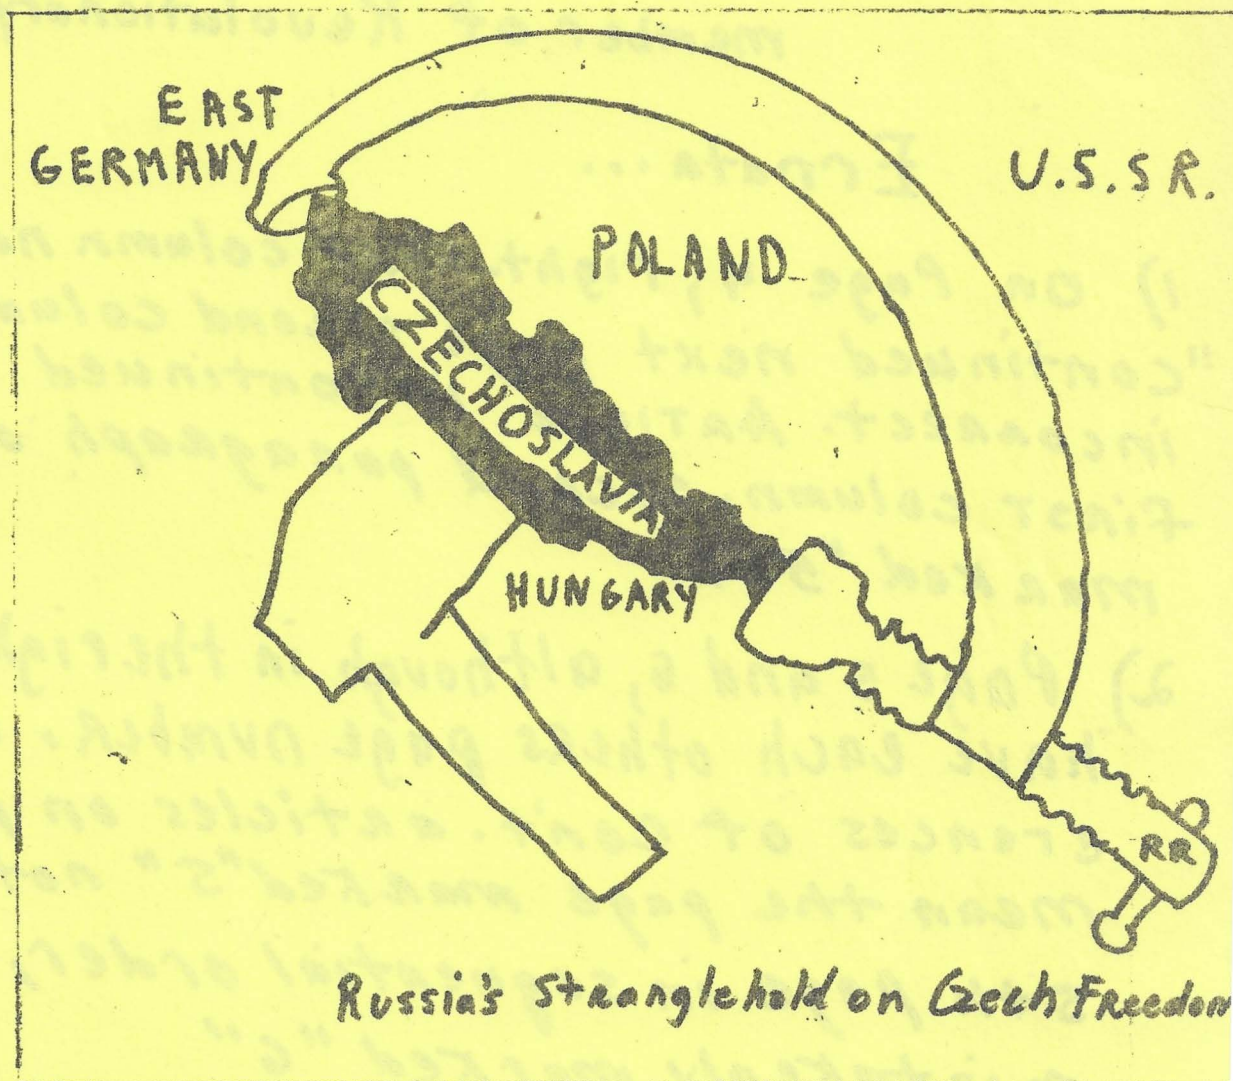 EAST
GERMANY
U.S.S R.
POLAND
CZECHOSLAVIA
HUNGARY
RR
Russia's Stranglehold on Czech Freedom